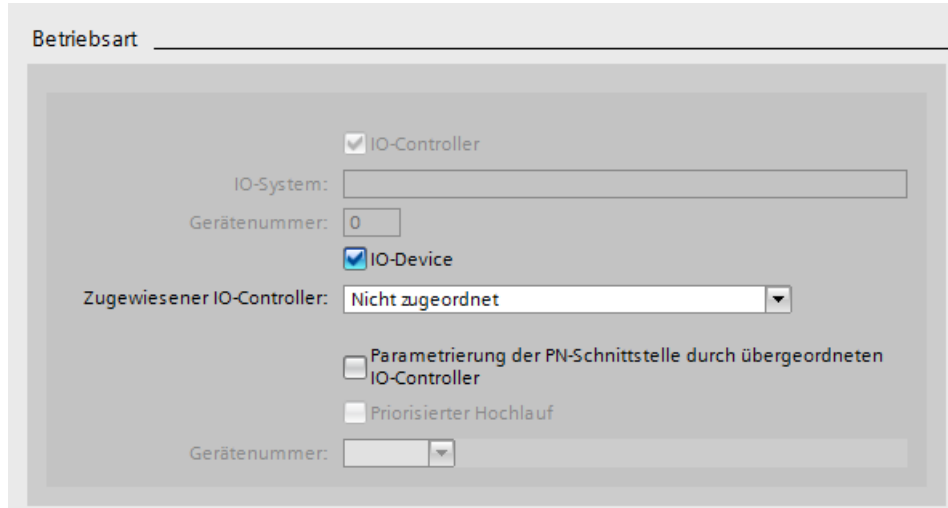 Betriebsart
IO-Controller
IO-System:
Gerätenummer: 0
IO-Device
Zugewiesener IO-Controller: Nicht zugeordnet
Parametrierung der PN-Schnittstelle durch übergeordneten
IO-Controller
Priorisierter Hochlauf
Gerätenummer: